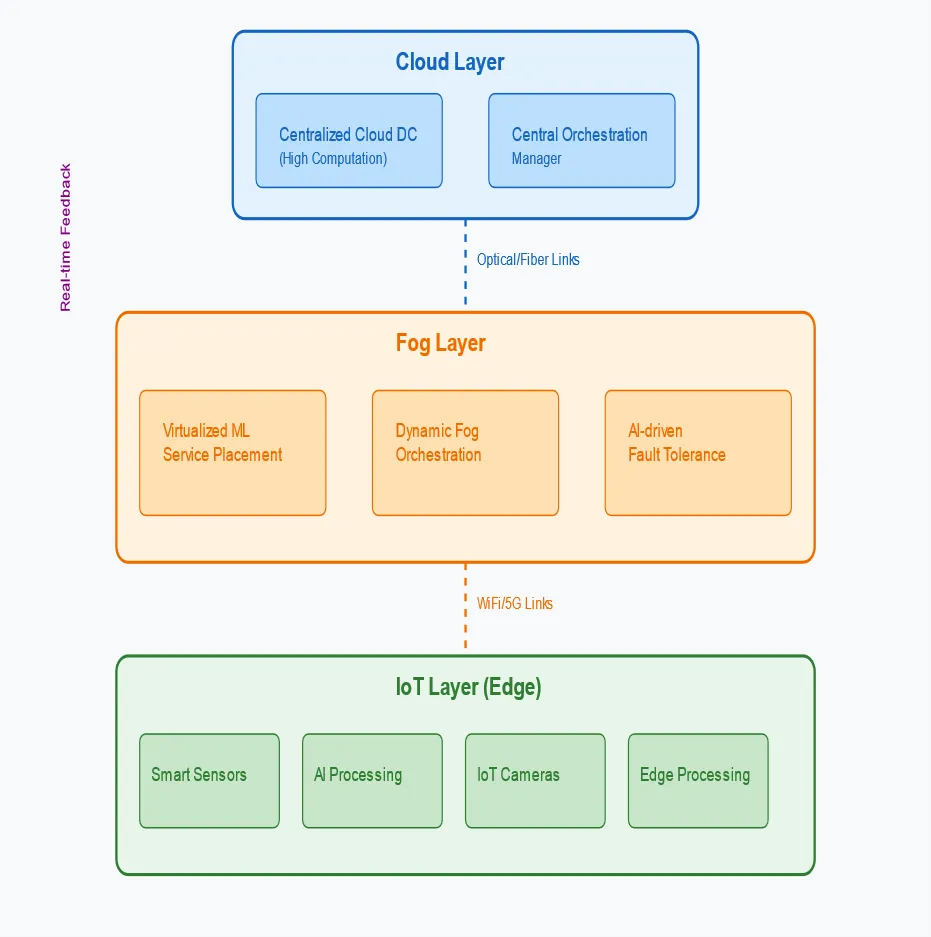 Cloud Layer
Centralized Cloud DC
(High Computation)
Central Orchestration
Manager
Real-time Feedback
Optical/Fiber Links
Fog Layer
Virtualized ML
Service Placement
Dynamic Fog
Orchestration
AI-driven
Fault Tolerance
WiFi/5G Links
IoT Layer (Edge)
Smart Sensors
AI Processing
IoT Cameras
Edge Processing